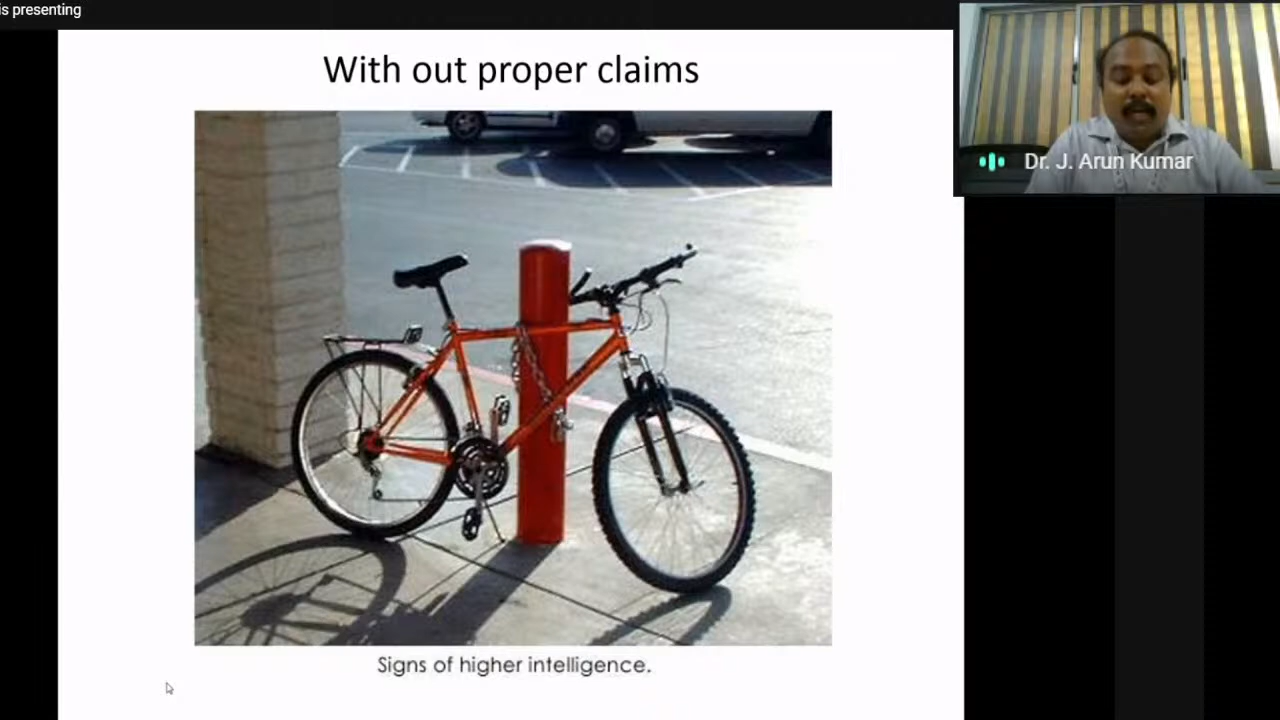 is presenting
With out proper claims
Dr. J. Arun Kumar
Signs of higher intelligence.